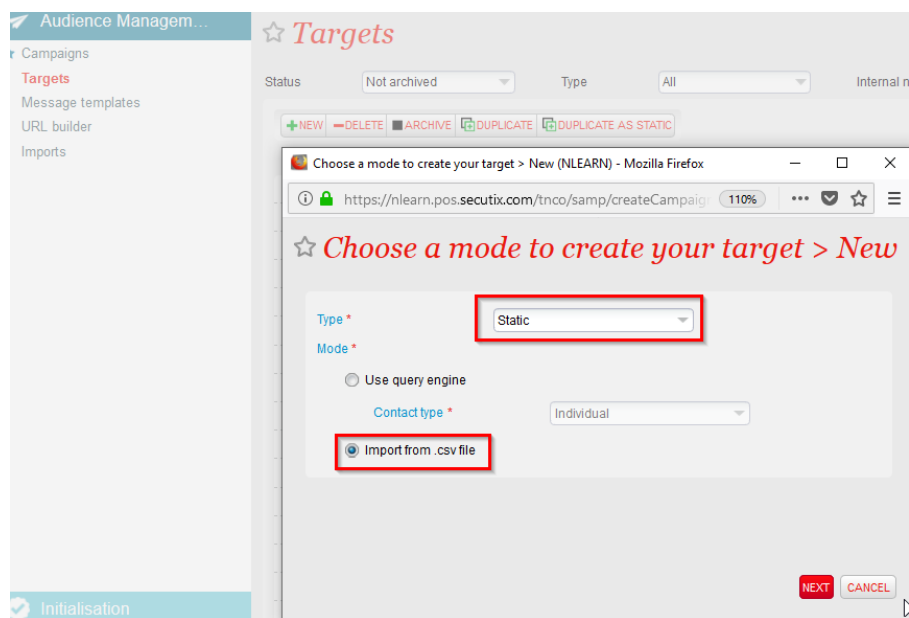 Audience Managem...
Campaigns
Targets
Message templates
URL builder
Imports
Initialisation
Targets
Status Not archived Type All Internal n
NEW DELETE ARCHIVE DUPLICATE DUPLICATE AS STATIC
Choose a mode to create your target > New (NLEARN) - Mozilla Firefox
https://nlearn.pos.secutix.com/tnco/samp/createCampaig 110%
Choose a mode to create your target > New
Type * Static
Mode *
Use query engine
Contact type * Individual
Import from .csv file
NEXT CANCEL